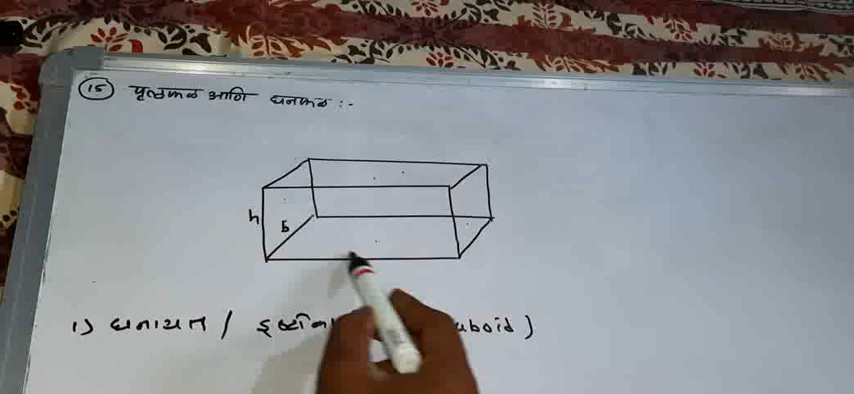 (15) पृष्ठफळ आणि घनफळ :-
h
b
1) घनायत / इष्टीका uboid )